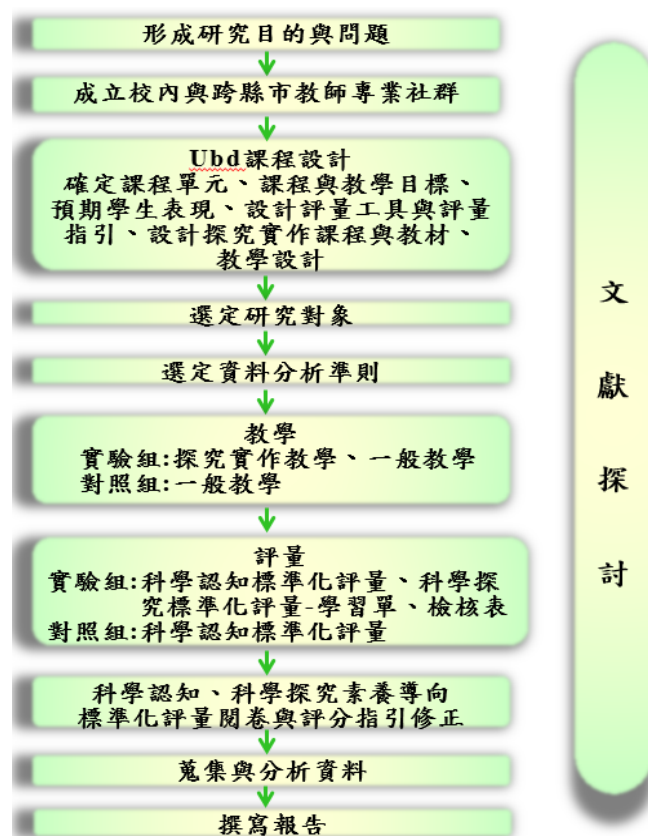 形成研究目的與問題
成立校內與跨縣市教師專業社群
Ubd課程設計
確定課程單元、課程與教學目標、
預期學生表現、設計評量工具與評量
指引、設計探究實作課程與教材、
教學設計
選定研究對象
選定資料分析準則
教學
實驗組:探究實作教學、一般教學
對照組:一般教學
評量
實驗組:科學認知標準化評量、科學探
究標準化評量-學習單、檢核表
對照組:科學認知標準化評量
科學認知、科學探究素養導向
標準化評量閱卷與評分指引修正
蒐集與分析資料
撰寫報告
文
獻
探
討